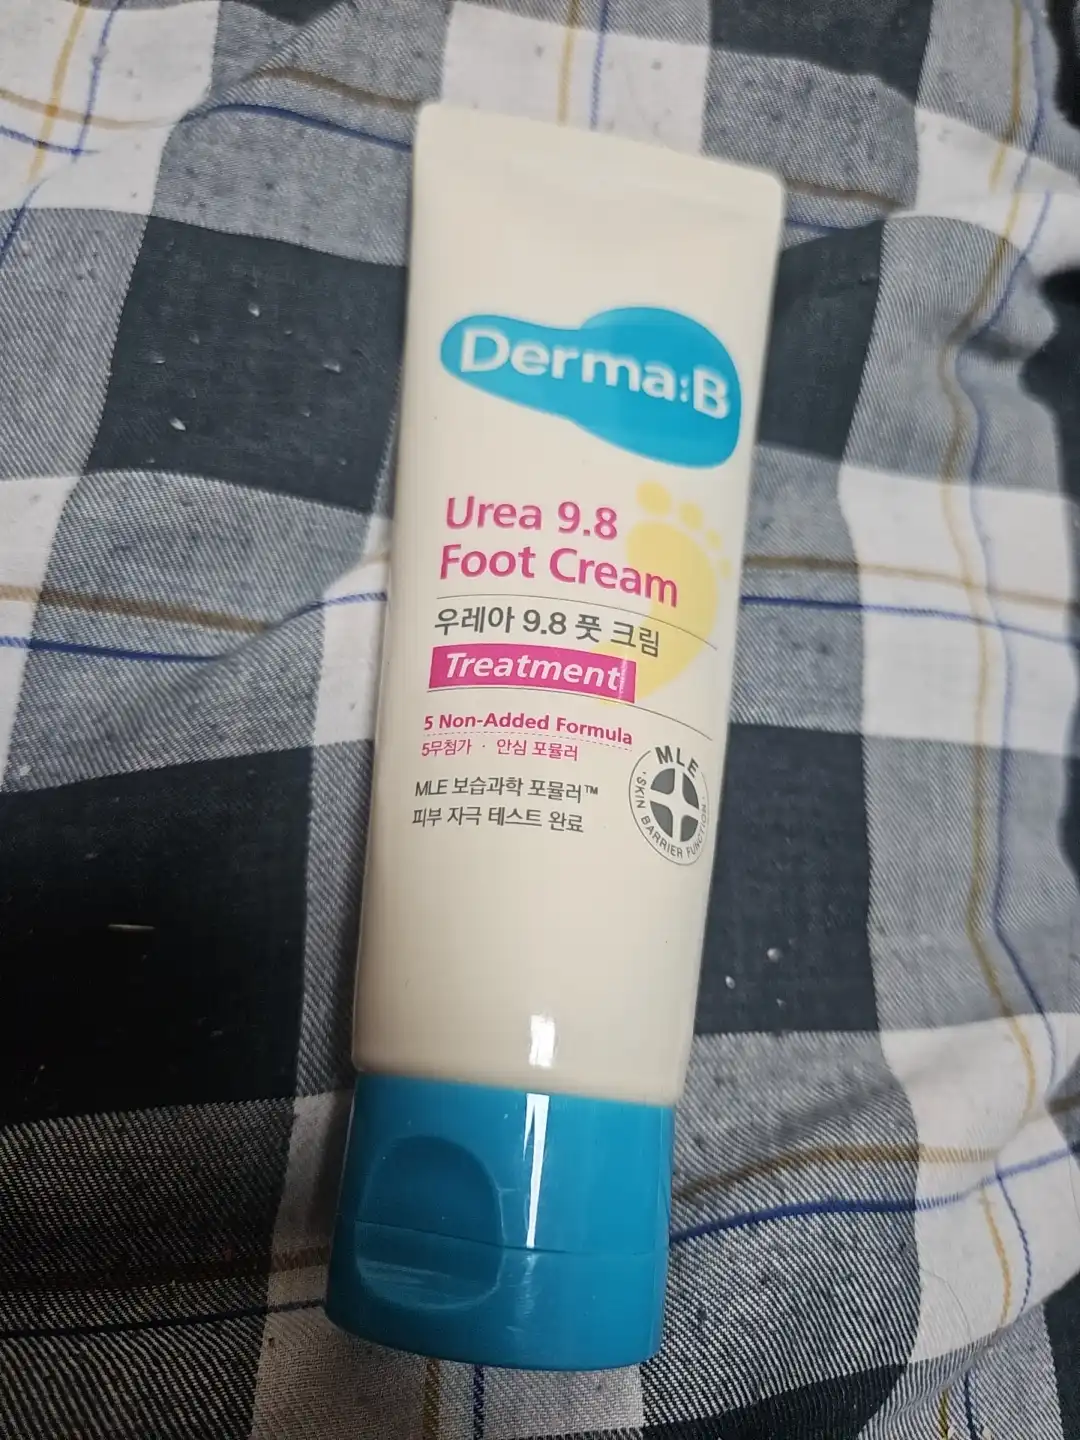 Derma:B
Urea 9.8
Foot Cream
우레아 9.8 풋 크림
Treatment
5 Non-Added Formula
5무첨가 · 안심 포뮬러
MLE 보습과학 포뮬러™
피부 자극 테스트 완료
MLE
· SKIN BARRIER FUNCTION ·